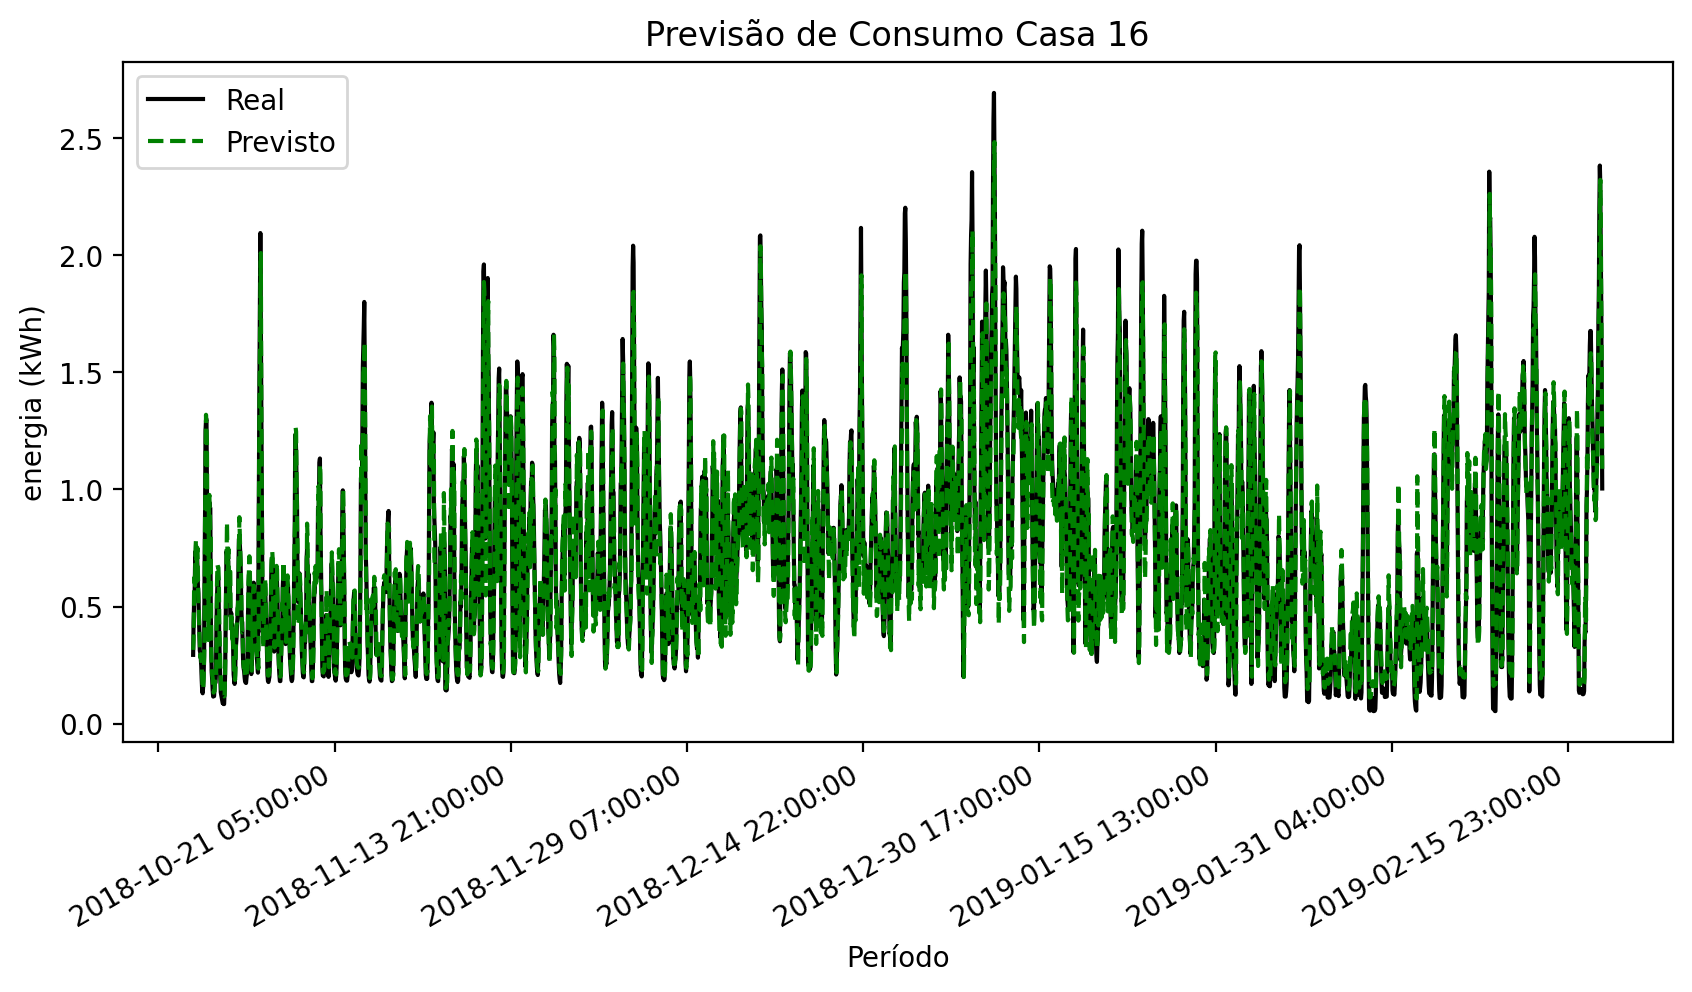 Previsão de Consumo Casa 16
Real
Previsto
energia (kWh)
2.5
2.0
1.5
1.0
0.5
0.0
2018-10-21 05:00:00
2018-11-13 21:00:00
2018-11-29 07:00:00
2018-12-14 22:00:00
2018-12-30 17:00:00
2019-01-15 13:00:00
2019-01-31 04:00:00
2019-02-15 23:00:00
Período